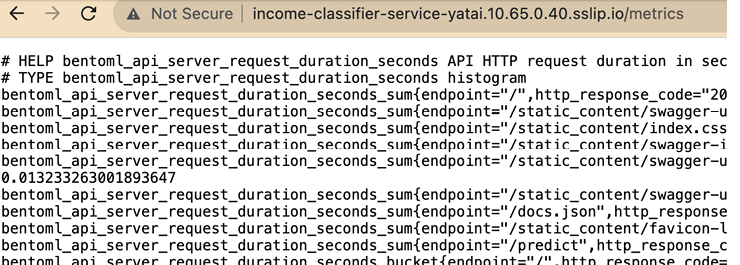 Not Secure | income-classifier-service-yatai.10.65.0.40.sslip.io/metrics
# HELP bentoml_api_server_request_duration_seconds API HTTP request duration in sec
# TYPE bentoml_api_server_request_duration_seconds histogram
bentoml_api_server_request_duration_seconds_sum{endpoint="/",http_response_code="20
bentoml_api_server_request_duration_seconds_sum{endpoint="/static_content/swagger-u
bentoml_api_server_request_duration_seconds_sum{endpoint="/static_content/index.css
bentoml_api_server_request_duration_seconds_sum{endpoint="/static_content/swagger-i
bentoml_api_server_request_duration_seconds_sum{endpoint="/static_content/swagger-u
0.013233263001893647
bentoml_api_server_request_duration_seconds_sum{endpoint="/static_content/swagger-u
bentoml_api_server_request_duration_seconds_sum{endpoint="/docs.json",http_response
bentoml_api_server_request_duration_seconds_sum{endpoint="/static_content/favicon-l
bentoml_api_server_request_duration_seconds_sum{endpoint="/predict",http_response_c
bentoml_api_server_request_duration_seconds_bucket{endpoint="/",http_response_code=